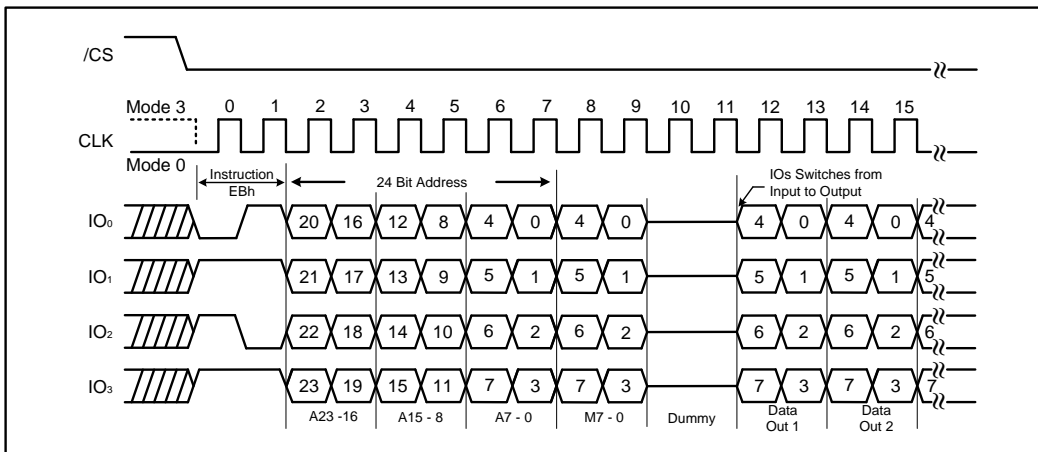 /CS
Mode 3 0 1 2 3 4 5 6 7 8 9 10 11 12 13 14 15
CLK
Mode 0
Instruction
EBh
24 Bit Address
IOs Switches from
Input to Output
IO0 20 16 12 8 4 0 4 0 4 0 4 0 4
IO1 21 17 13 9 5 1 5 1 5 1 5 1 5
IO2 22 18 14 10 6 2 6 2 6 2 6 2 6
IO3 23 19 15 11 7 3 7 3 7 3 7 3 7
A23 -16 A15 - 8 A7 - 0 M7 - 0 Dummy
Data
Out 1
Data
Out 2